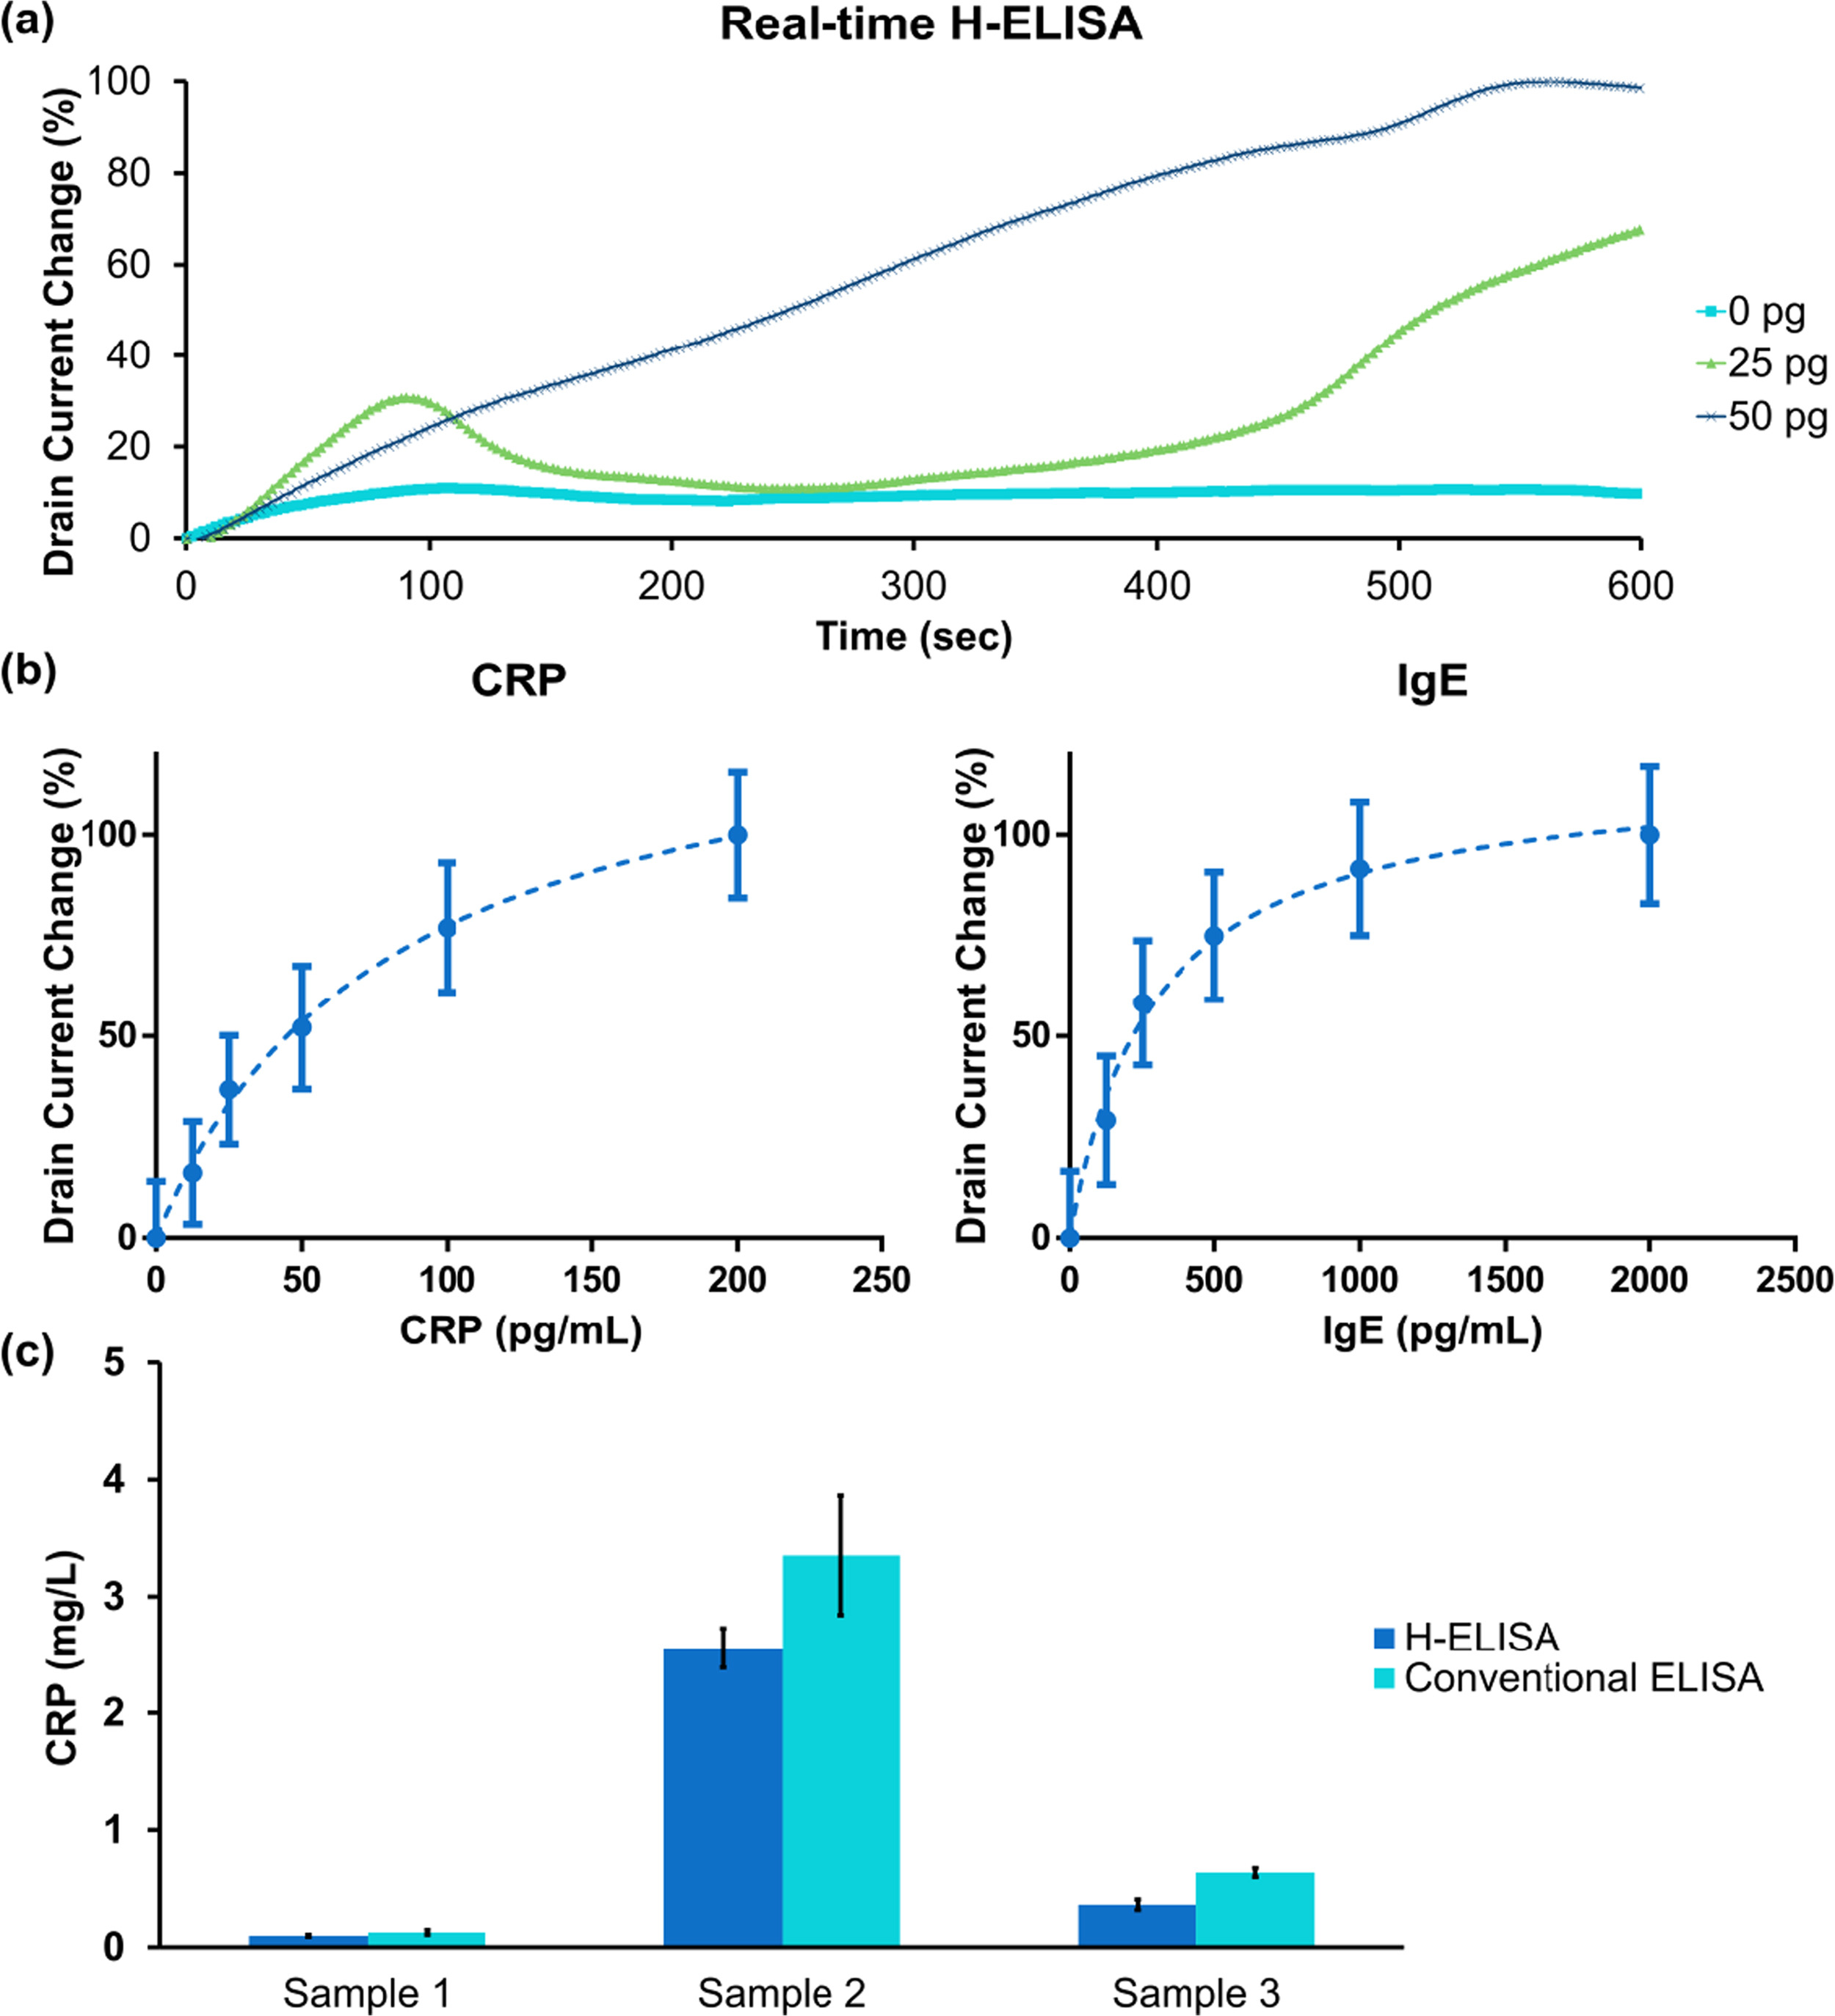 (a)
Real-time H-ELISA
Drain Current Change (%)
100
80
60
40
20
0
0 100 200 300 400 500 600
Time (sec)
0 pg
25 pg
50 pg
(b)
CRP
Drain Current Change (%)
100
50
0
0 50 100 150 200 250
CRP (pg/mL)
IgE
Drain Current Change (%)
100
50
0
0 500 1000 1500 2000 2500
IgE (pg/mL)
(c)
CRP (mg/L)
5
4
3
2
1
0
Sample 1 Sample 2 Sample 3
H-ELISA
Conventional ELISA